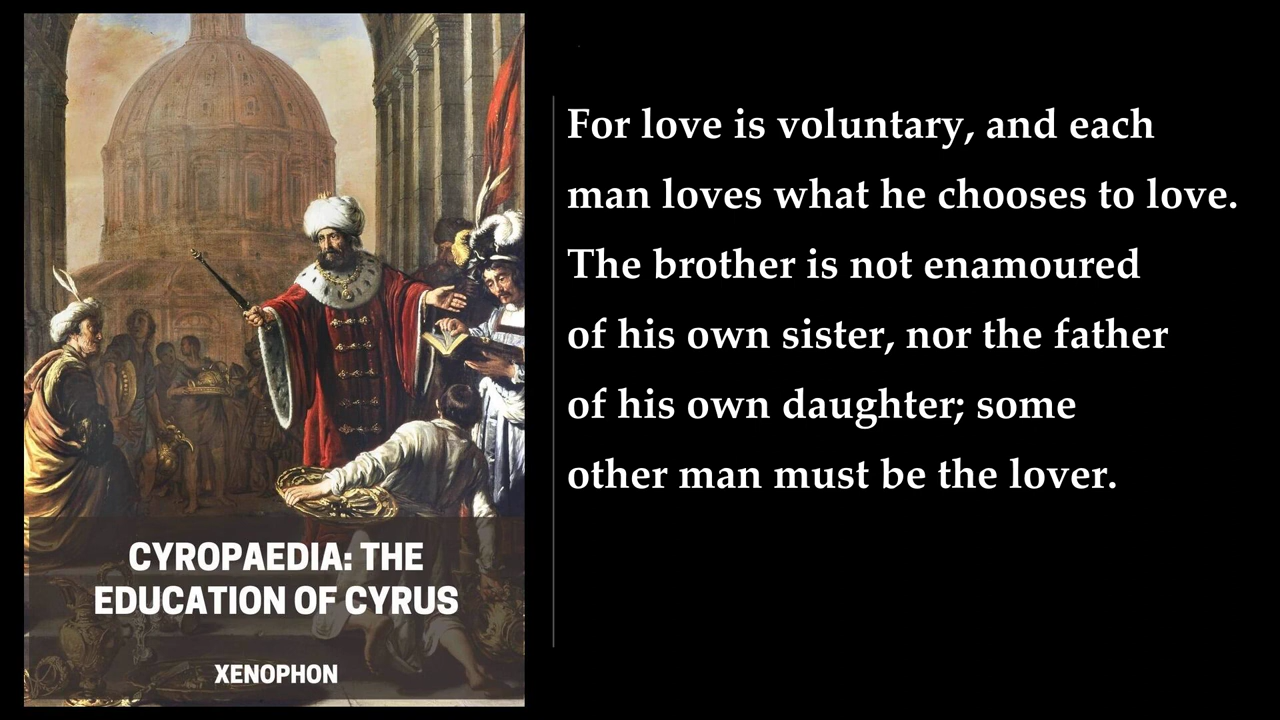 CYROPAEDIA: THE
EDUCATION OF CYRUS
XENOPHON
For love is voluntary, and each
man loves what he chooses to love.
The brother is not enamoured
of his own sister, nor the father
of his own daughter; some
other man must be the lover.